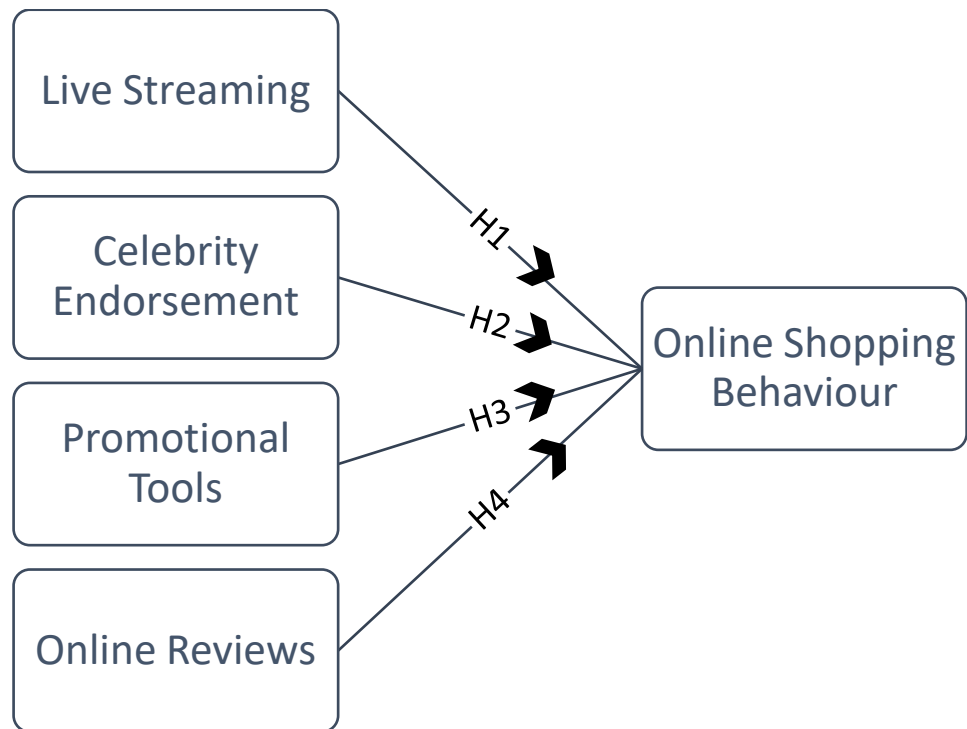 Live Streaming
Celebrity
Endorsement
Promotional
Tools
Online Reviews
H1
H2
H3
H4
Online Shopping
Behaviour